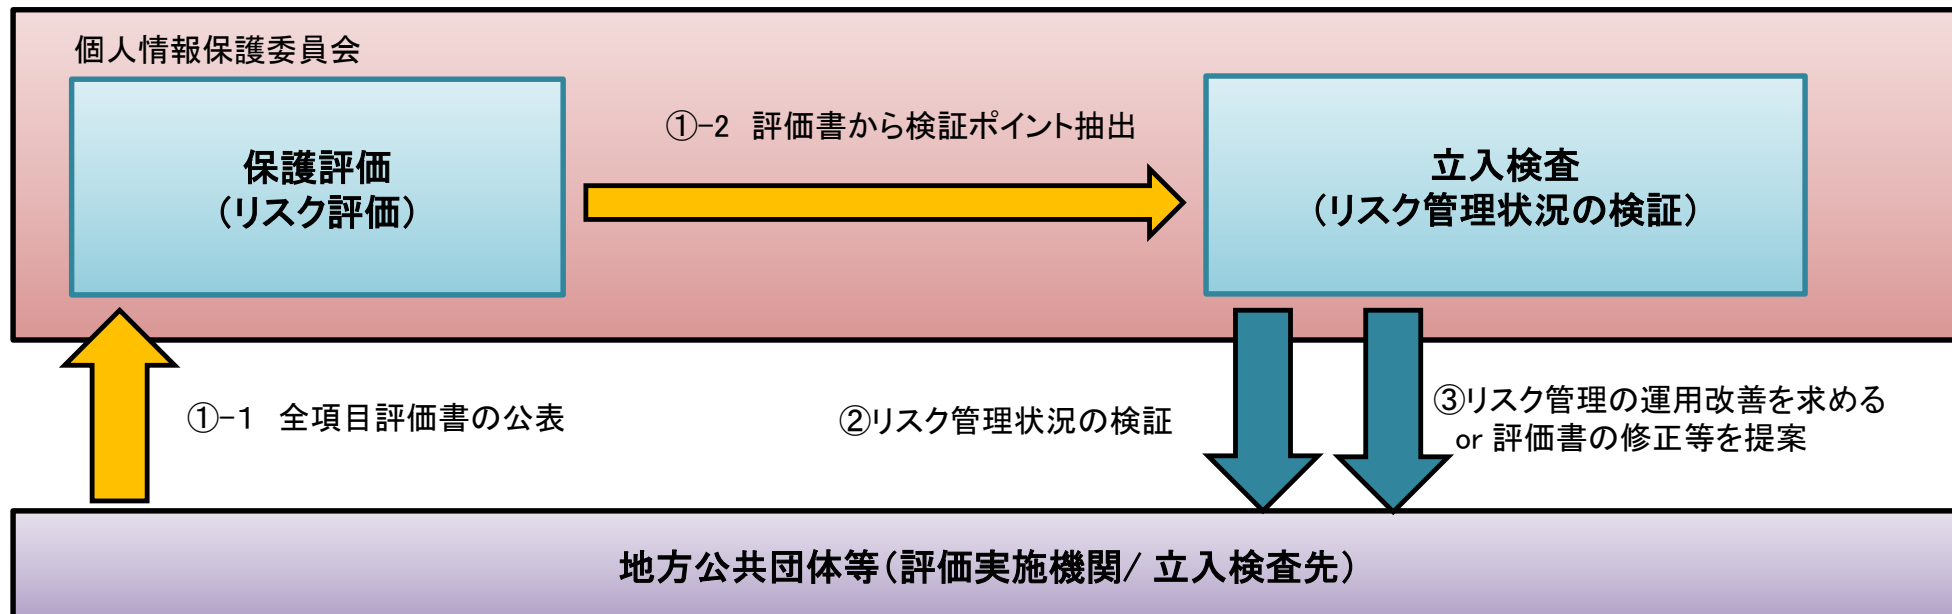 個人情報保護委員会
保護評価
（リスク評価）
①-2 評価書から検証ポイント抽出
立入検査
（リスク管理状況の検証）
①-1 全項目評価書の公表
②リスク管理状況の検証
③リスク管理の運用改善を求める
or 評価書の修正等を提案
地方公共団体等（評価実施機関/ 立入検査先）